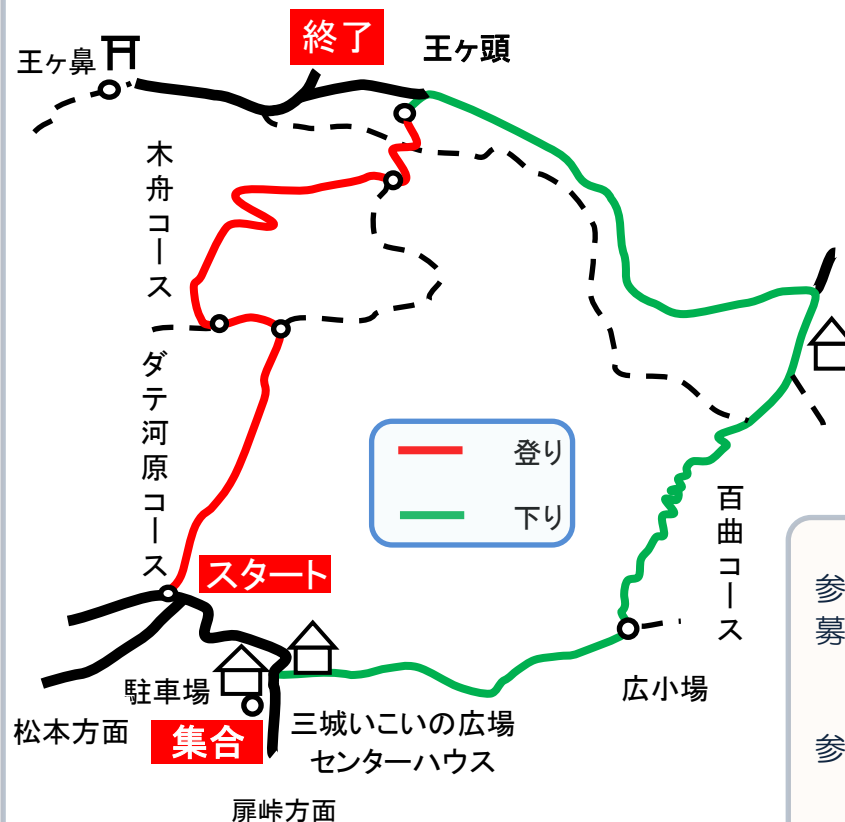 終了
王ヶ頭
王ヶ鼻
木舟コース
ダテ河原コース
登り
下り
百曲コース
スタート
参
募
参
広小場
駐車場
松本方面
集合
三城いこいの広場
センターハウス
扉峠方面